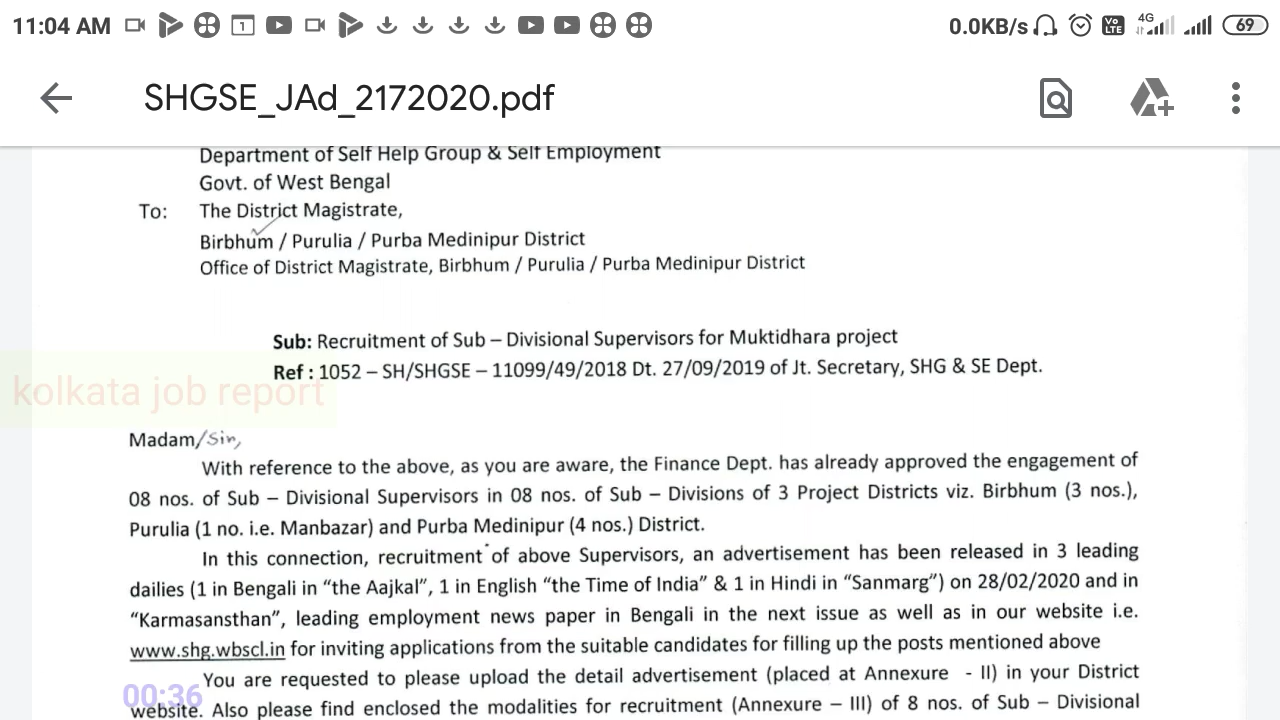 11:04 AM 0.0KB/s Vo LTE 4G 69
SHGSE_JAd_2172020.pdf
Department of Self Help Group & Self Employment
Govt. of West Bengal
To: The District Magistrate,
Birbhum / Purulia / Purba Medinipur District
Office of District Magistrate, Birbhum / Purulia / Purba Medinipur District
Sub: Recruitment of Sub – Divisional Supervisors for Muktidhara project
Ref : 1052 – SH/SHGSE – 11099/49/2018 Dt. 27/09/2019 of Jt. Secretary, SHG & SE Dept.
kolkata job report
Madam/Sir,
With reference to the above, as you are aware, the Finance Dept. has already approved the engagement of
08 nos. of Sub – Divisional Supervisors in 08 nos. of Sub – Divisions of 3 Project Districts viz. Birbhum (3 nos.),
Purulia (1 no. i.e. Manbazar) and Purba Medinipur (4 nos.) District.
In this connection, recruitment of above Supervisors, an advertisement has been released in 3 leading
dailies (1 in Bengali in “the Aajkal”, 1 in English “the Time of India” & 1 in Hindi in “Sanmarg”) on 28/02/2020 and in
“Karmasansthan”, leading employment news paper in Bengali in the next issue as well as in our website i.e.
www.shg.wbscl.in for inviting applications from the suitable candidates for filling up the posts mentioned above
You are requested to please upload the detail advertisement (placed at Annexure - II) in your District
00:36
website. Also please find enclosed the modalities for recruitment (Annexure – III) of 8 nos. of Sub – Divisional